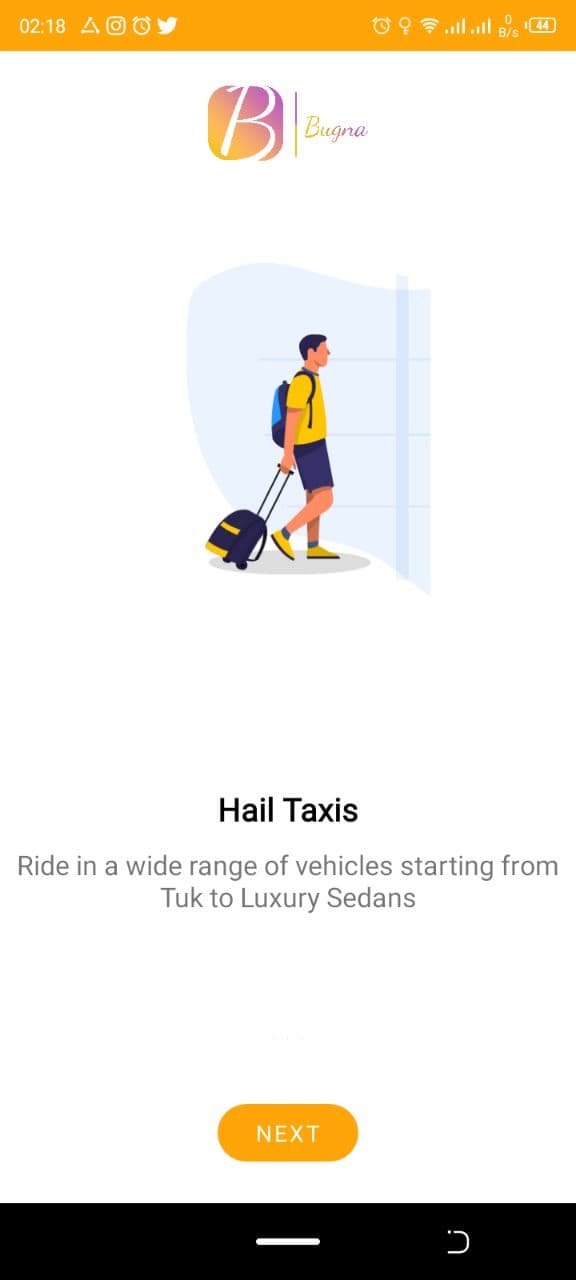 02:18
0
B/s
44
B
Bugna
Hail Taxis
Ride in a wide range of vehicles starting from
Tuk to Luxury Sedans
NEXT